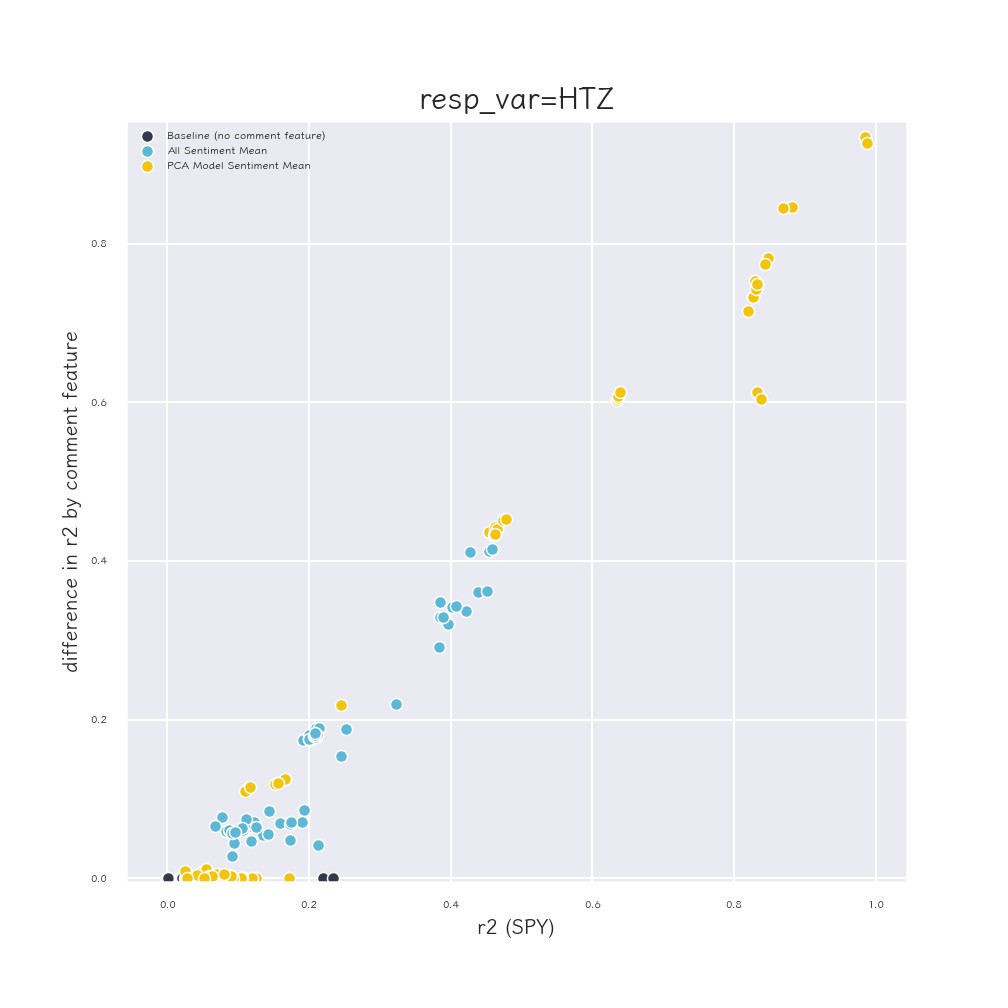 resp_var=HTZ
Baseline (no comment feature)
All Sentiment Mean
PCA Model Sentiment Mean
difference in r2 by comment feature
0.8
0.6
0.4
0.2
0.0
0.0 0.2 0.4 0.6 0.8 1.0
r2 (SPY)